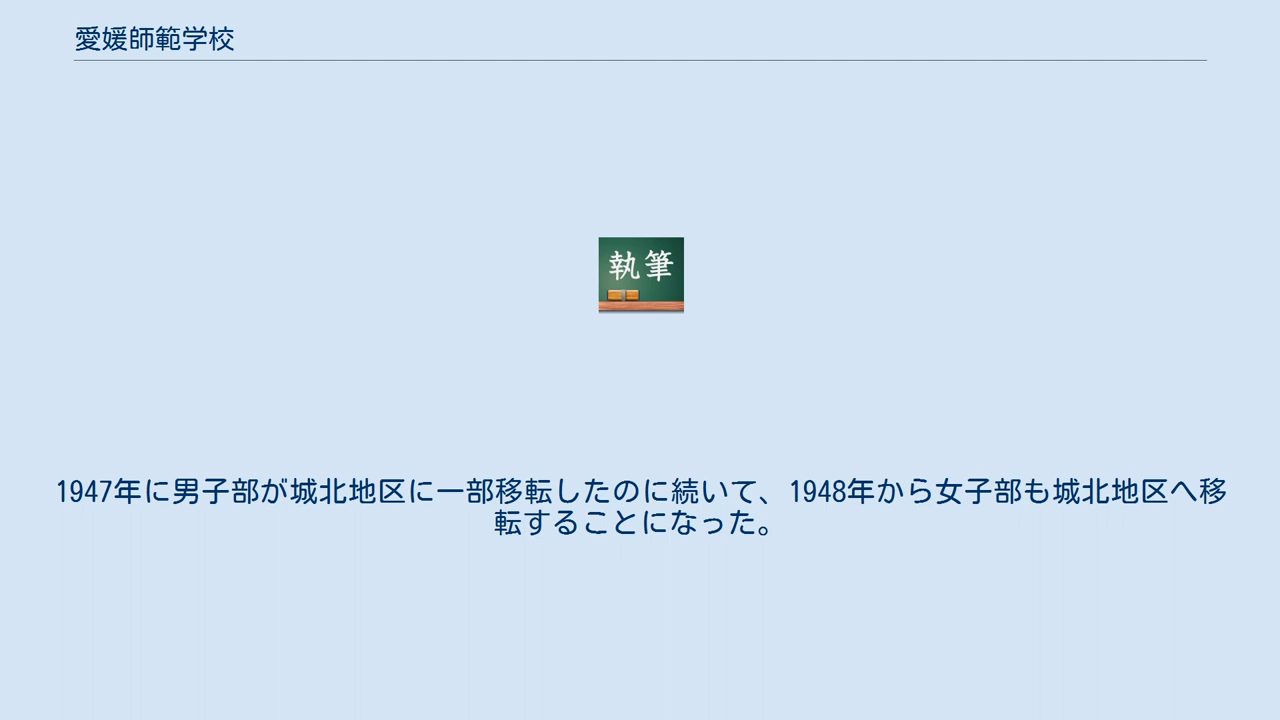 愛媛師範学校
執筆
1947年に男子部が城北地区に一部移転したのに続いて、1948年から女子部も城北地区へ移
転することになった。